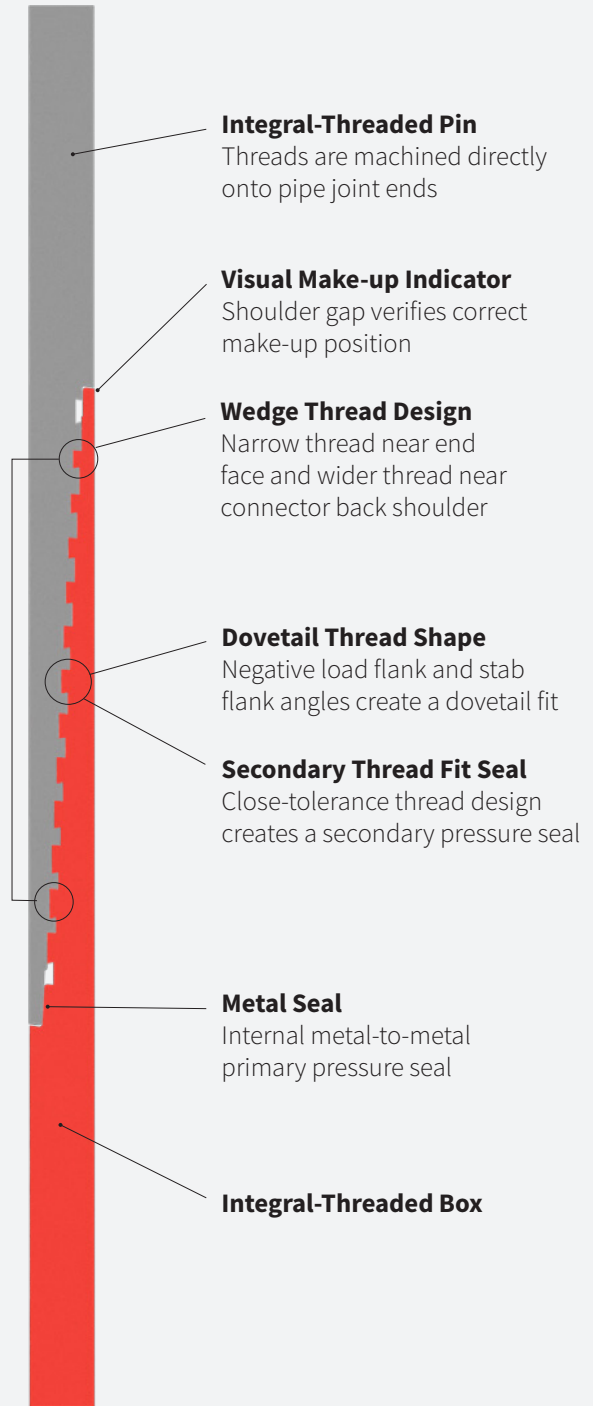 Integral-Threaded Pin
Threads are machined directly
onto pipe joint ends
Visual Make-up Indicator
Shoulder gap verifies correct
make-up position
Wedge Thread Design
Narrow thread near end
face and wider thread near
connector back shoulder
Dovetail Thread Shape
Negative load flank and stab
flank angles create a dovetail fit
Secondary Thread Fit Seal
Close-tolerance thread design
creates a secondary pressure seal
Metal Seal
Internal metal-to-metal
primary pressure seal
Integral-Threaded Box